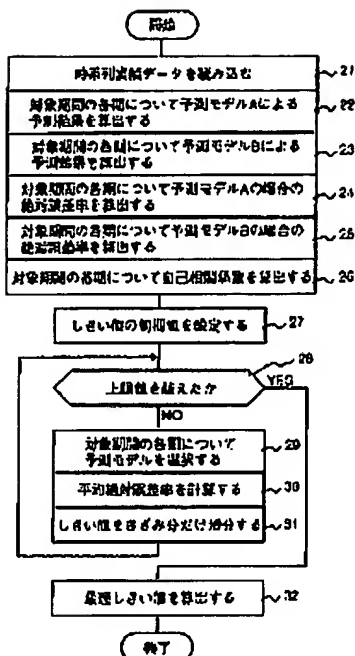 開始
時系列実績データを読み込む
21
対象期間の各期について予測モデルAによる
予測結果を算出する
22
対象期間の各期について予測モデルBによる
予測結果を算出する
23
対象期間の各期について予測モデルAの場合の
絶対誤差率を算出する
24
対象期間の各期について予測モデルBの場合の
絶対誤差率を算出する
25
対象期間の各期について自己相関係数を算出する
26
しきい値の初期値を設定する
27
28
上限値を越えたか
YES
NO
対象期間の各期について
予測モデルを選択する
29
平均絶対誤差率を計算する
30
しきい値をきざみ分だけ増分する
31
最適しきい値を算出する
32
終了